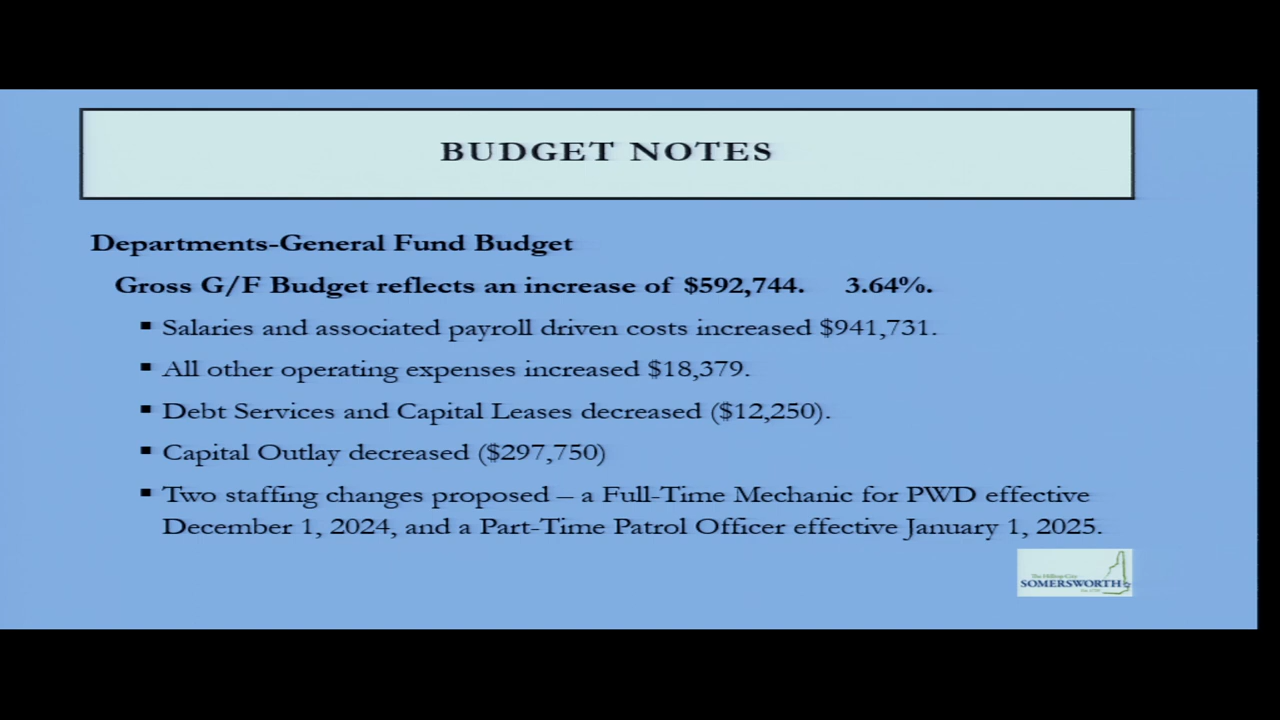 BUDGET NOTES
Departments-General Fund Budget
Gross G/F Budget reflects an increase of $592,744. 3.64%.
▪ Salaries and associated payroll driven costs increased $941,731.
▪ All other operating expenses increased $18,379.
▪ Debt Services and Capital Leases decreased ($12,250).
▪ Capital Outlay decreased ($297,750)
▪ Two staffing changes proposed – a Full-Time Mechanic for PWD effective
December 1, 2024, and a Part-Time Patrol Officer effective January 1, 2025.
SOMERSWORTH